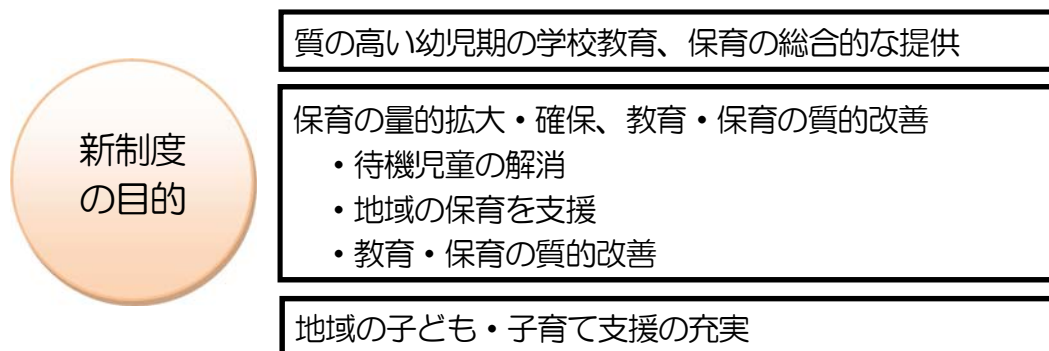 新制度
の目的
質の高い幼児期の学校教育、保育の総合的な提供
保育の量的拡大・確保、教育・保育の質的改善
・待機児童の解消
・地域の保育を支援
・教育・保育の質的改善
地域の子ども・子育て支援の充実